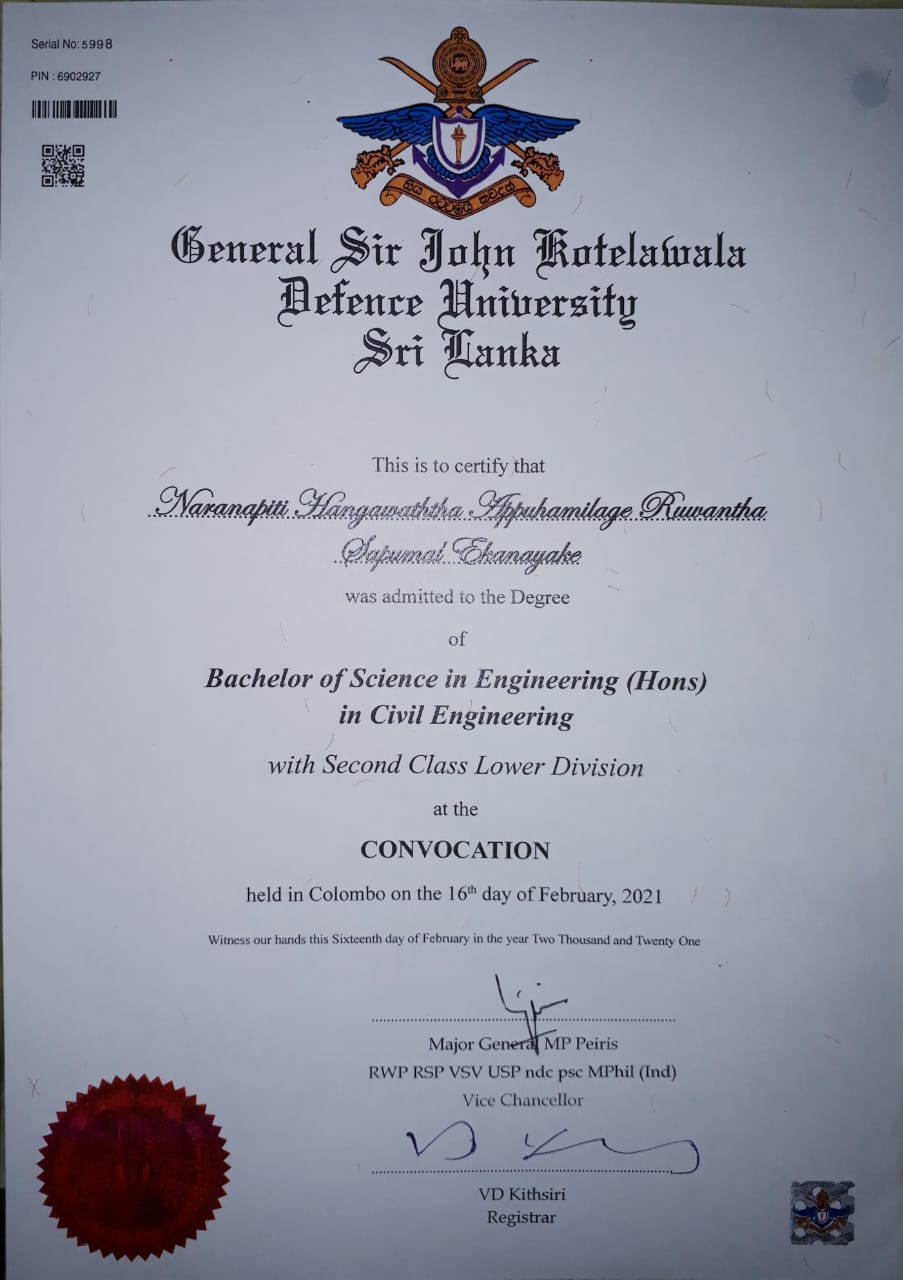 Serial No: 5998
PIN : 6902927
General Sir John Kotelawala
Defence University
Sri Lanka
This is to certify that
Naranapiti Hangawaththa Appuhamilage Ruwantha
Sapumal Ekanayake
was admitted to the Degree
of
Bachelor of Science in Engineering (Hons)
in Civil Engineering
with Second Class Lower Division
at the
CONVOCATION
held in Colombo on the 16th day of February, 2021
Witness our hands this Sixteenth day of February in the year Two Thousand and Twenty One
Major General MP Peiris
RWP RSP VSV USP ndc psc MPhil (Ind)
Vice Chancellor
VD Kithsiri
Registrar